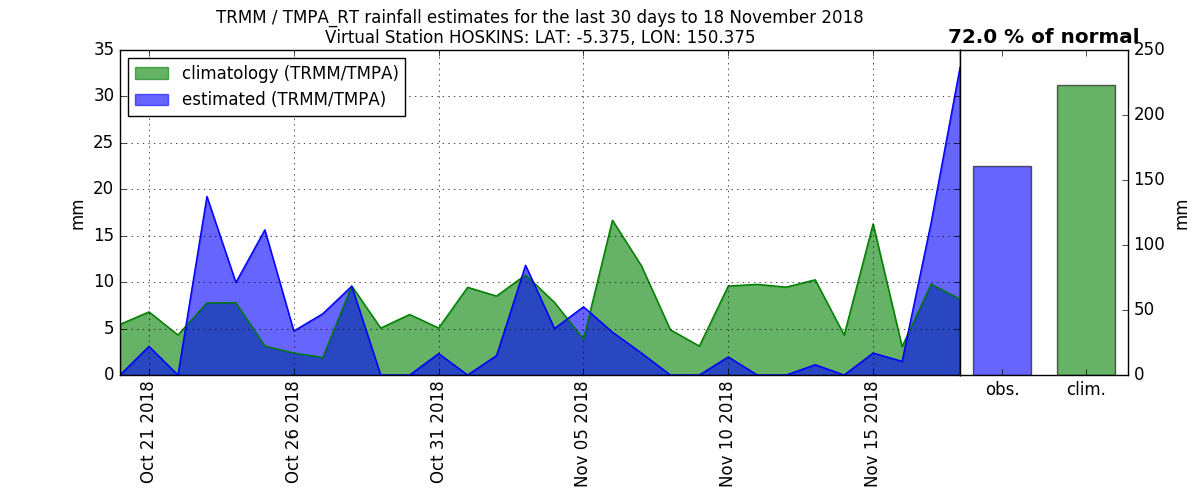 TRMM / TMPA_RT rainfall estimates for the last 30 days to 18 November 2018
Virtual Station HOSKINS: LAT: -5.375, LON: 150.375
72.0 % of normal
climatology (TRMM/TMPA)
estimated (TRMM/TMPA)
35
30
25
20
15
10
5
0
mm
Oct 21 2018
Oct 26 2018
Oct 31 2018
Nov 05 2018
Nov 10 2018
Nov 15 2018
obs.
clim.
250
200
150
100
50
0
mm